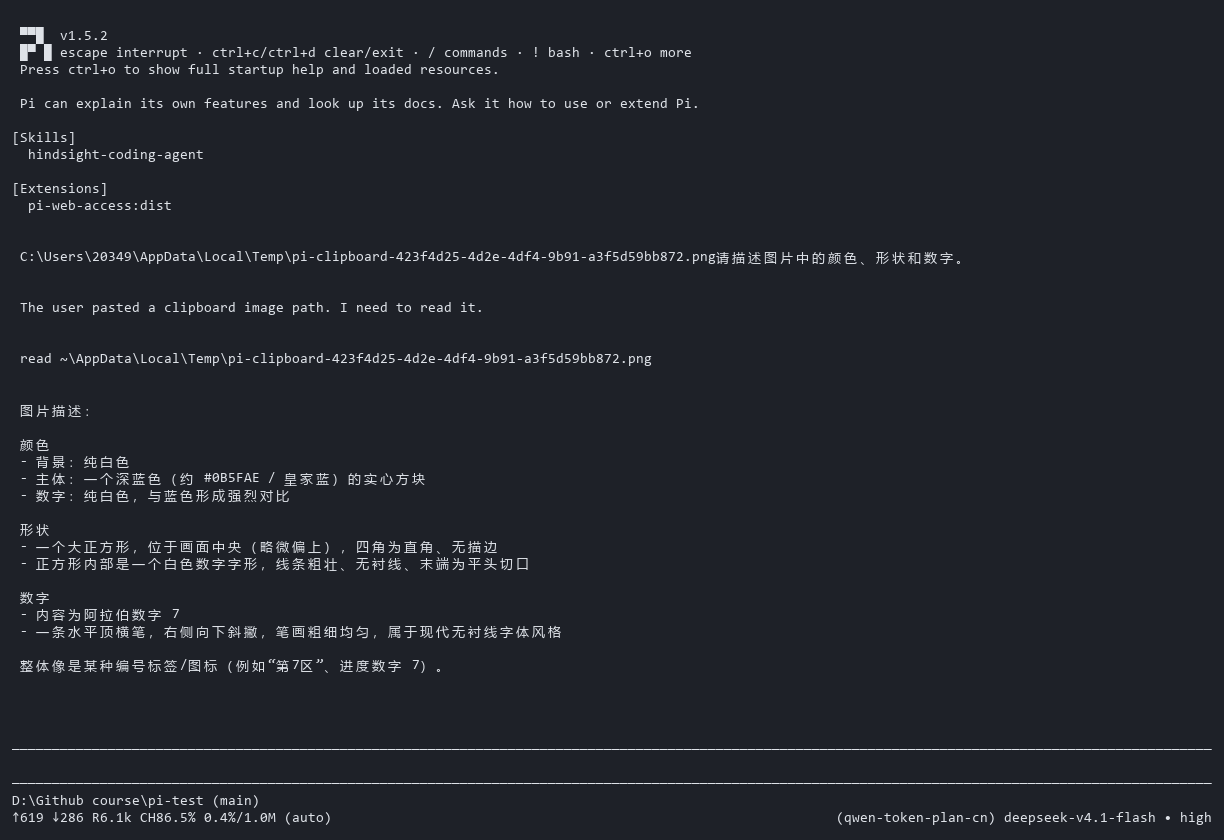 v1.5.2
escape interrupt · ctrl+c/ctrl+d clear/exit · / commands · ! bash · ctrl+o more
Press ctrl+o to show full startup help and loaded resources.
Pi can explain its own features and look up its docs. Ask it how to use or extend Pi.
[Skills]
hindsight-coding-agent
[Extensions]
pi-web-access:dist
C:\Users\20349\AppData\Local\Temp\pi-clipboard-423f4d25-4d2e-4df4-9b91-a3f5d59bb872.png请描述图片中的颜色、形状和数字。
The user pasted a clipboard image path. I need to read it.
read ~\AppData\Local\Temp\pi-clipboard-423f4d25-4d2e-4df4-9b91-a3f5d59bb872.png
图片描述：
颜色
- 背景：纯白色
- 主体：一个深蓝色（约 #0B5FAE / 皇家蓝）的实心方块
- 数字：纯白色，与蓝色形成强烈对比
形状
- 一个大正方形，位于画面中央（略微偏上），四角为直角、无描边
- 正方形内部是一个白色数字字形，线条粗壮、无衬线、末端为平头切口
数字
- 内容为阿拉伯数字 7
- 一条水平顶横笔，右侧向下斜撇，笔画粗细均匀，属于现代无衬线字体风格
整体像是某种编号标签/图标（例如“第7区”、进度数字 7）。
D:\Github course\pi-test (main)
↑619 ↓286 R6.1k CH86.5% 0.4%/1.0M (auto) (qwen-token-plan-cn) deepseek-v4.1-flash • high